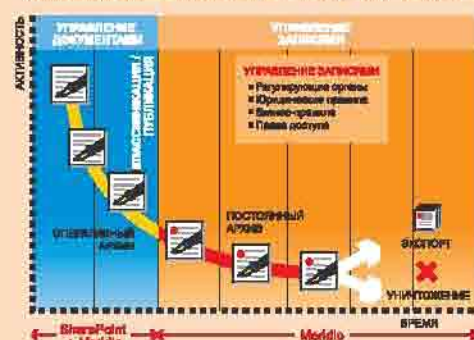 УПРАВЛЕНИЕ
ДОКУМЕНТАМИ
УПРАВЛЕНИЕ
ЗАПИСЯМИ
АКТИВНОСТЬ
КЛАССИФИКАЦИЯ /
ПУБЛИКАЦИЯ
УПРАВЛЕНИЕ ЗАПИСЯМИ
Регулирующие органы
Юридические правила
Бизнес-правила
Права доступа
ОПЕРАТИВНЫЙ
АРХИВ
ПОСТОЯННЫЙ
АРХИВ
ЭКСПОРТ
УНИЧТОЖЕНИЕ
ВРЕМЯ
SharePoint
Meridio
Meridio